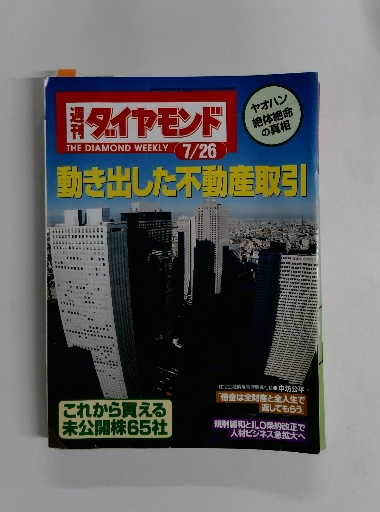 週刊
ダイヤモンド
THE DIAMOND WEEKLY
7/26
ヤオハン
絶体絶命
の真相
動き出した不動産取引
中坊公平
借金は全財産と全人生で
返してもらう
これから買える
未公開株65社
規制緩和とILO条約改正で
人材ビジネス急拡大へ